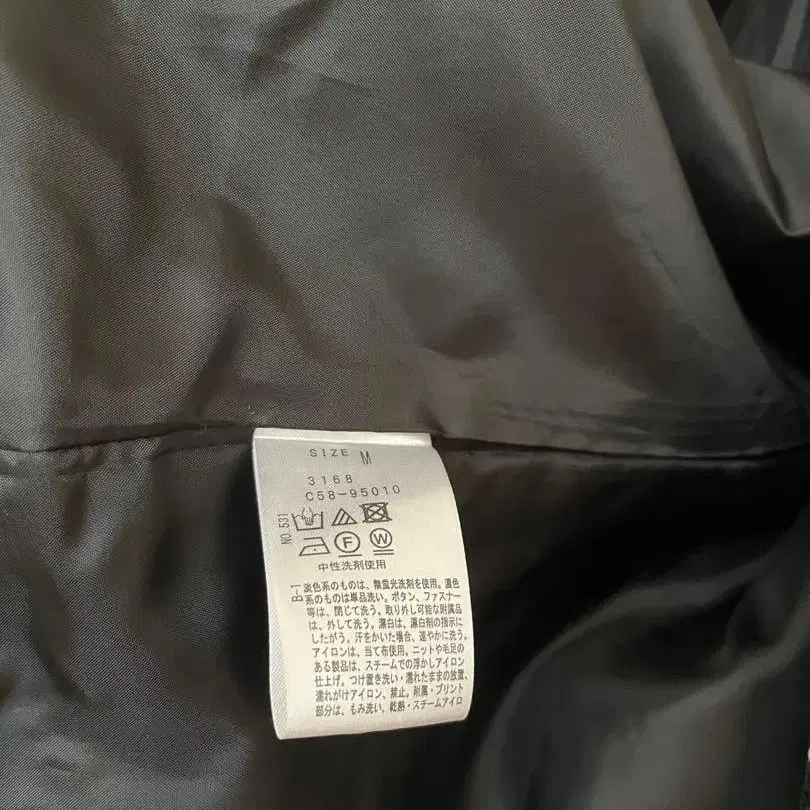 SIZE M
3168
C58-95010
NO.531
F W
中性洗剤使用
B-1
淡色系のものは、無蛍光洗剤を使用。濃色
系のものは単品洗い。ボタン、ファスナー
等は、閉じて洗う。取り外し可能な附属品
は、外して洗う。漂白は、漂白剤の指示に
したがう。汗をかいた場合、速やかに洗う。
アイロンは、当て布使用。ニットや毛足の
ある製品は、スチームでの浮かしアイロン
仕上げ。つけ置き洗い・濡れたままの放置、
濡れがけアイロン、禁止。附属・プリント
部分は、もみ洗い、乾熱・スチームアイロ